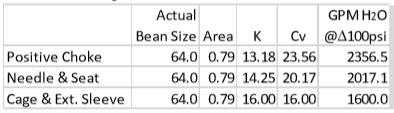 Actual GPM H2O
Bean Size Area K Cv @Δ100psi
Positive Choke 64.0 0.79 13.18 23.56 2356.5
Needle & Seat 64.0 0.79 14.25 20.17 2017.1
Cage & Ext. Sleeve 64.0 0.79 16.00 16.00 1600.0